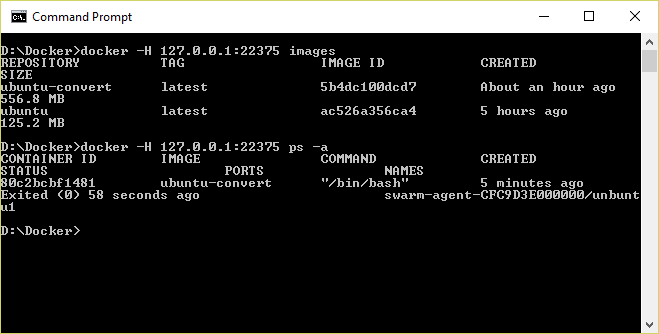 Command Prompt
D:\Docker>docker -H 127.0.0.1:22375 images
REPOSITORY TAG IMAGE ID CREATED
SIZE
ubuntu-convert latest 5b4dc100dcd7 About an hour ago
556.8 MB
ubuntu latest ac526a356ca4 5 hours ago
125.2 MB
D:\Docker>docker -H 127.0.0.1:22375 ps -a
CONTAINER ID IMAGE COMMAND CREATED
STATUS PORTS NAMES
80c2bcbf1481 ubuntu-convert "/bin/bash" 5 minutes ago
Exited (0) 58 seconds ago swarm-agent-CFC9D3E000000/unbunt
u1
D:\Docker>